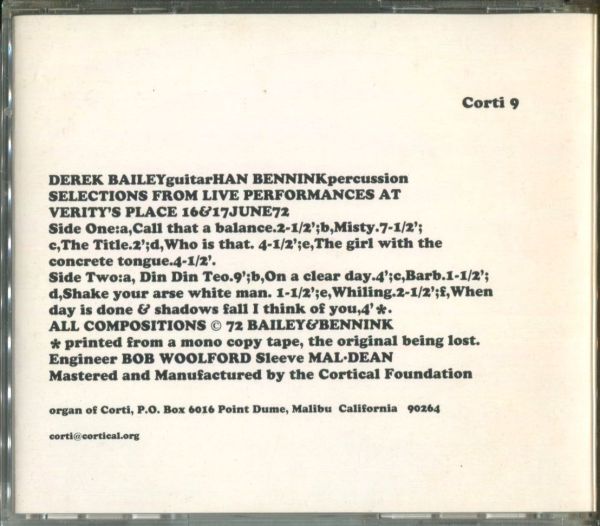 Corti 9
DEREK BAILEYguitarHAN BENNINKpercussion
SELECTIONS FROM LIVE PERFORMANCES AT
VERITY'S PLACE 16&17JUNE72
Side One:a,Call that a balance.2-1/2';b,Misty.7-1/2';
c,The Title.2';d,Who is that. 4-1/2';e,The girl with the
concrete tongue.4-1/2'.
Side Two:a, Din Din Teo.9';b,On a clear day.4';c,Barb.1-1/2';
d,Shake your arse white man. 1-1/2';e,Whiling.2-1/2';f,When
day is done & shadows fall I think of you,4'*.
ALL COMPOSITIONS © 72 BAILEY&BENNINK
* printed from a mono copy tape, the original being lost.
Engineer BOB WOOLFORD Sleeve MAL·DEAN
Mastered and Manufactured by the Cortical Foundation
organ of Corti, P.O. Box 6016 Point Dume, Malibu California 90264
corti@cortical.org